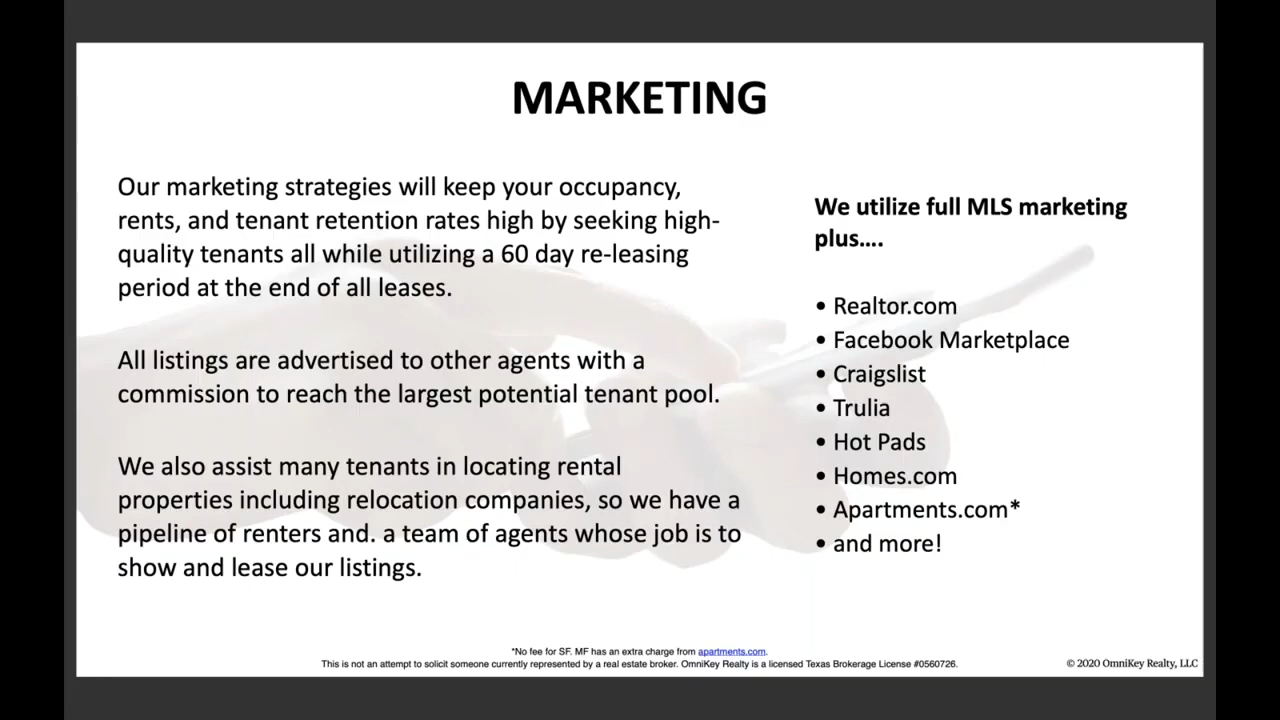 MARKETING
Our marketing strategies will keep your occupancy,
rents, and tenant retention rates high by seeking high-
quality tenants all while utilizing a 60 day re-leasing
period at the end of all leases.
All listings are advertised to other agents with a
commission to reach the largest potential tenant pool.
We also assist many tenants in locating rental
properties including relocation companies, so we have a
pipeline of renters and. a team of agents whose job is to
show and lease our listings.
We utilize full MLS marketing
plus....
• Realtor.com
• Facebook Marketplace
• Craigslist
• Trulia
• Hot Pads
• Homes.com
• Apartments.com*
• and more!
*No fee for SF. MF has an extra charge from apartments.com.
This is not an attempt to solicit someone currently represented by a real estate broker. OmniKey Realty is a licensed Texas Brokerage License #0560726.
© 2020 OmniKey Realty, LLC